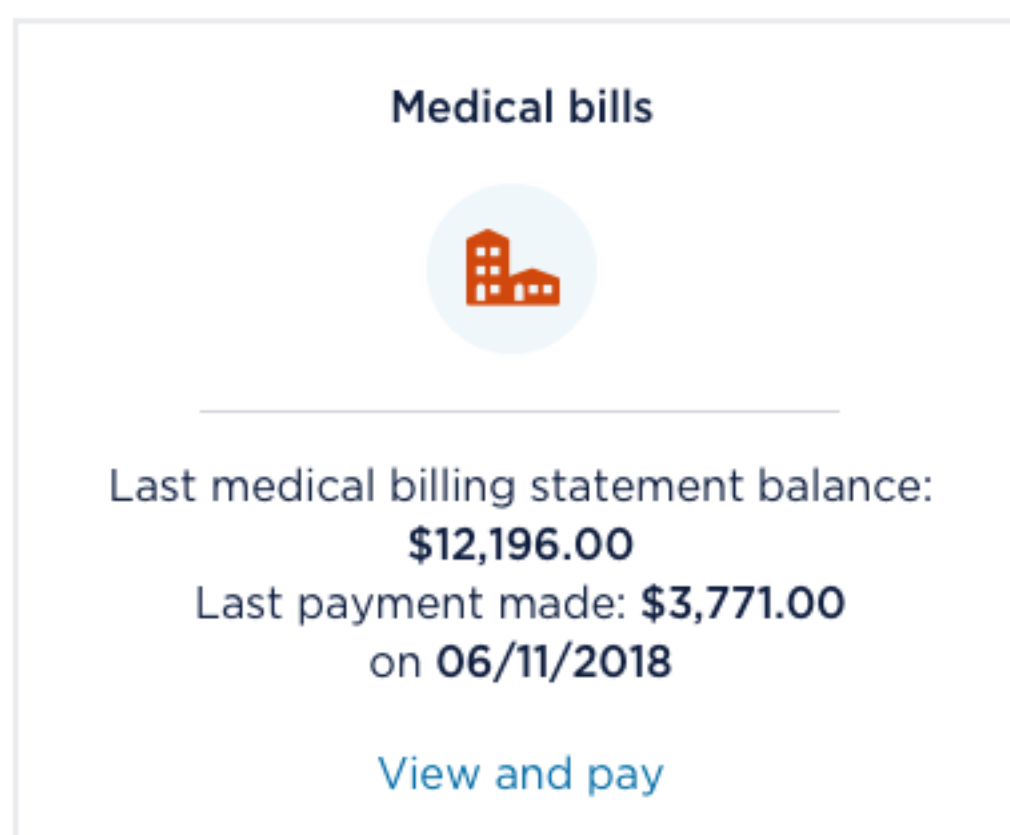 Medical bills
Last medical billing statement balance:
$12,196.00
Last payment made: $3,771.00
on 06/11/2018
View and pay